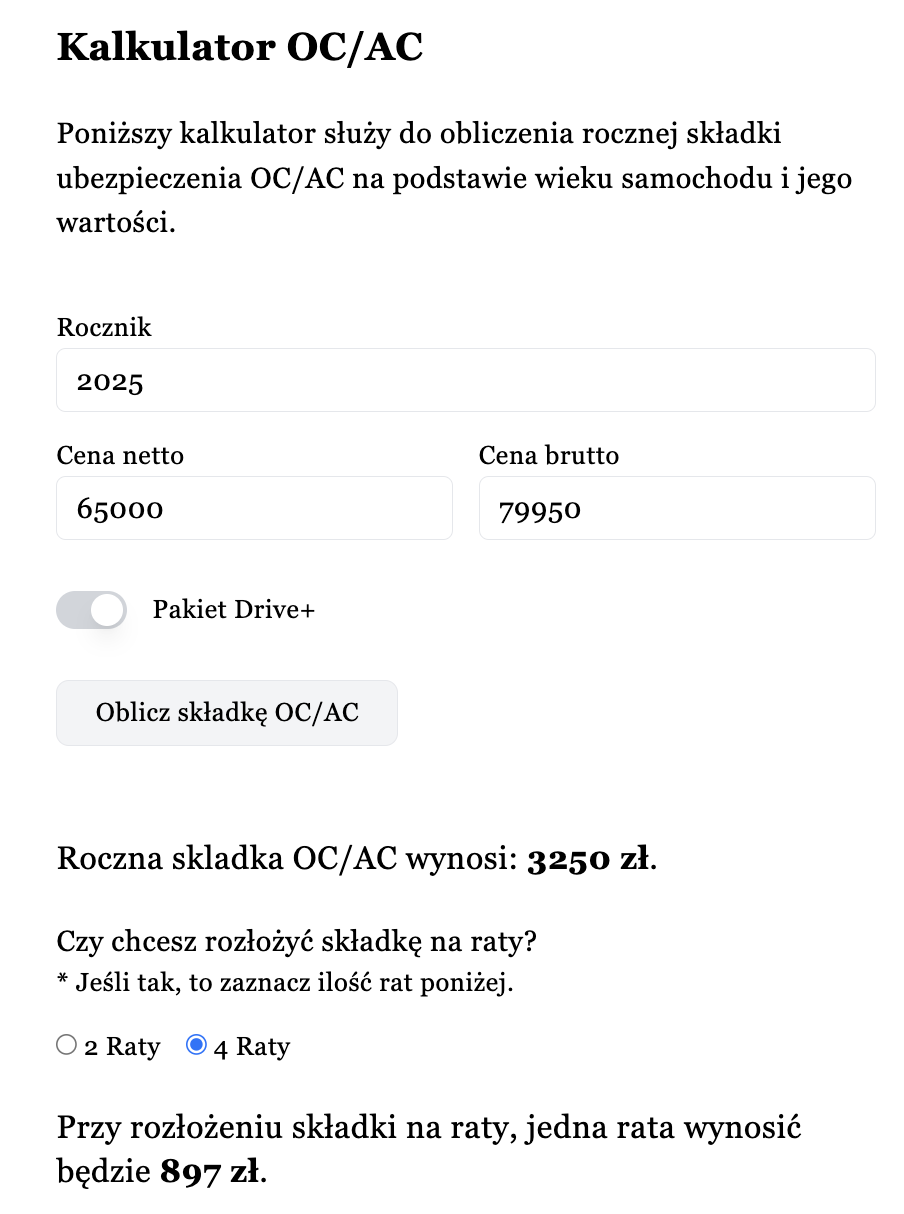 Kalkulator OC/AC
Poniższy kalkulator służy do obliczenia rocznej składki
ubezpieczenia OC/AC na podstawie wieku samochodu i jego
wartości.
Rocznik
2025
Cena netto
Cena brutto
65000
79950
Pakiet Drive+
Oblicz składkę OC/AC
Roczna skladka OC/AC wynosi: 3250 zł.
Czy chcesz rozłożyć składkę na raty?
* Jeśli tak, to zaznacz ilość rat poniżej.
2 Raty 4 Raty
Przy rozłożeniu składki na raty, jedna rata wynosić
będzie 897 zł.